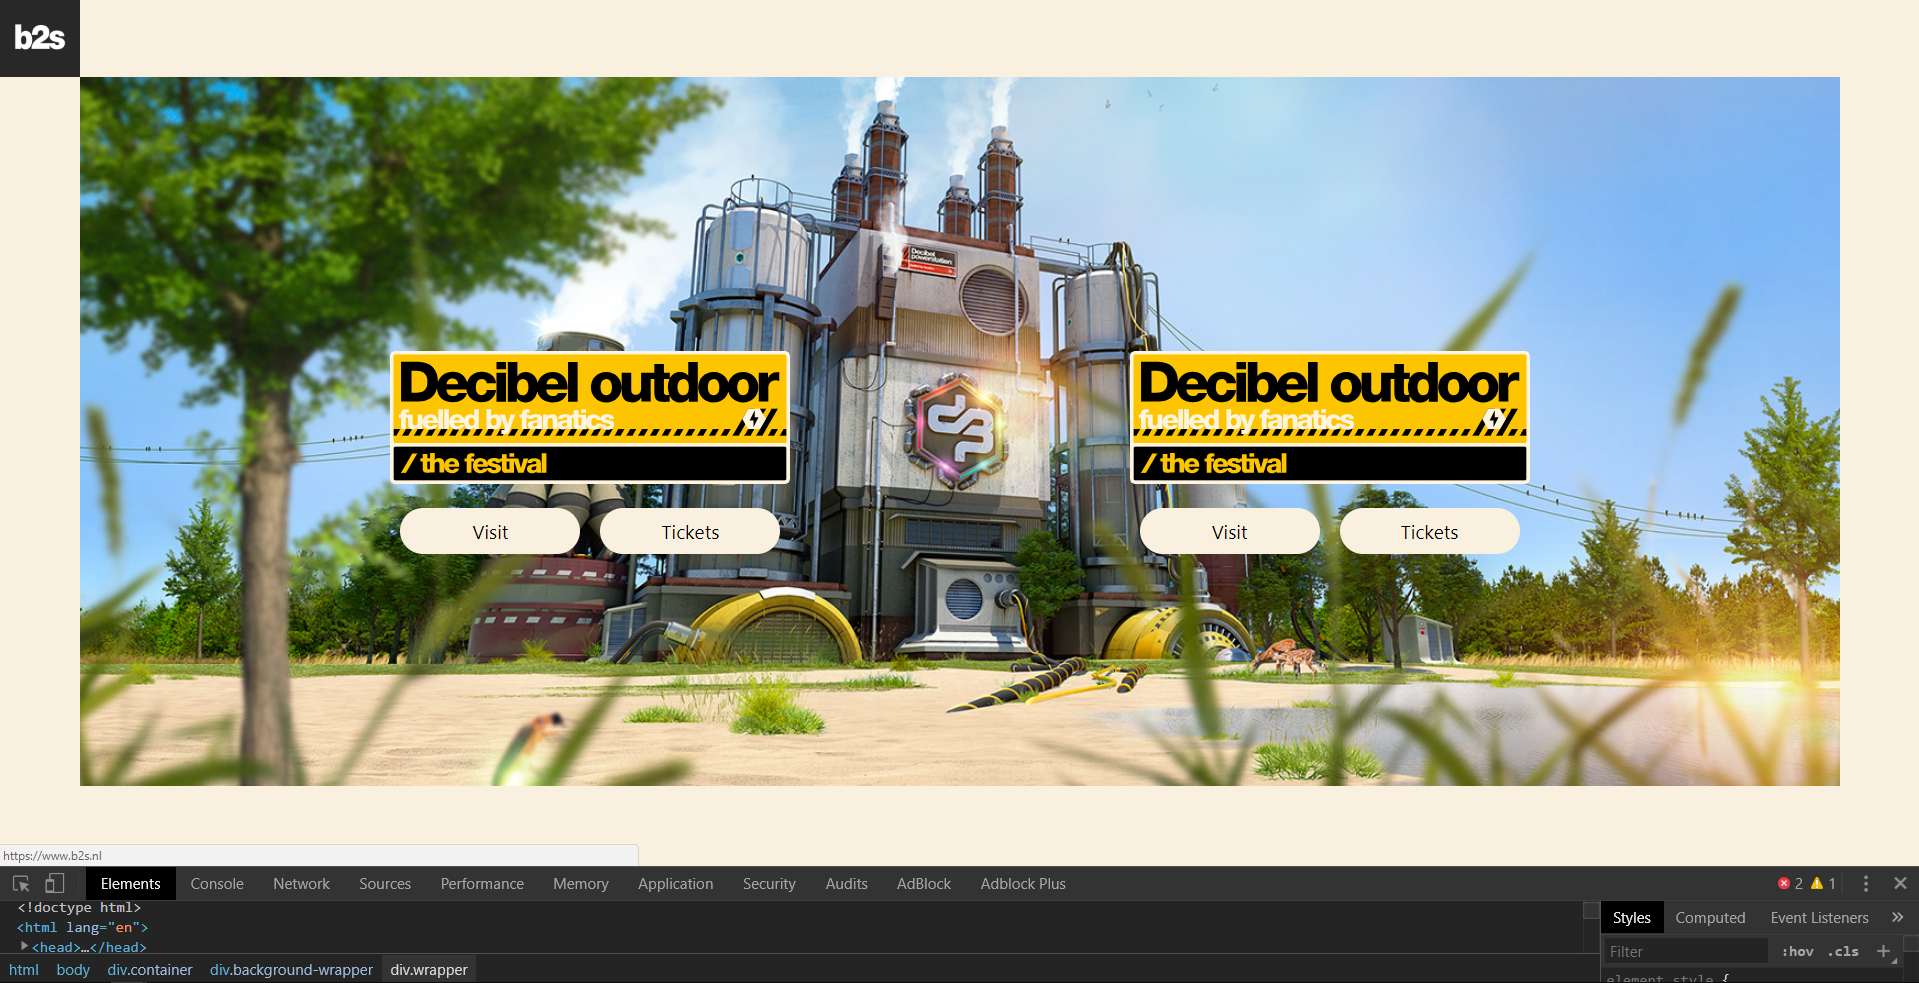 b2s
Decibel
powerstation
Decibel outdoor
fuelled by fanatics
/ the festival
Visit
Tickets
Decibel outdoor
fuelled by fanatics
/ the festival
Visit
Tickets
https://www.b2s.nl
Elements Console Network Sources Performance Memory Application Security Audits AdBlock Adblock Plus 2 1
<!doctype html>
<html lang="en">
<head>…</head>
html body div.container div.background-wrapper div.wrapper
Styles Computed Event Listeners »
Filter :hov .cls +
element.style {